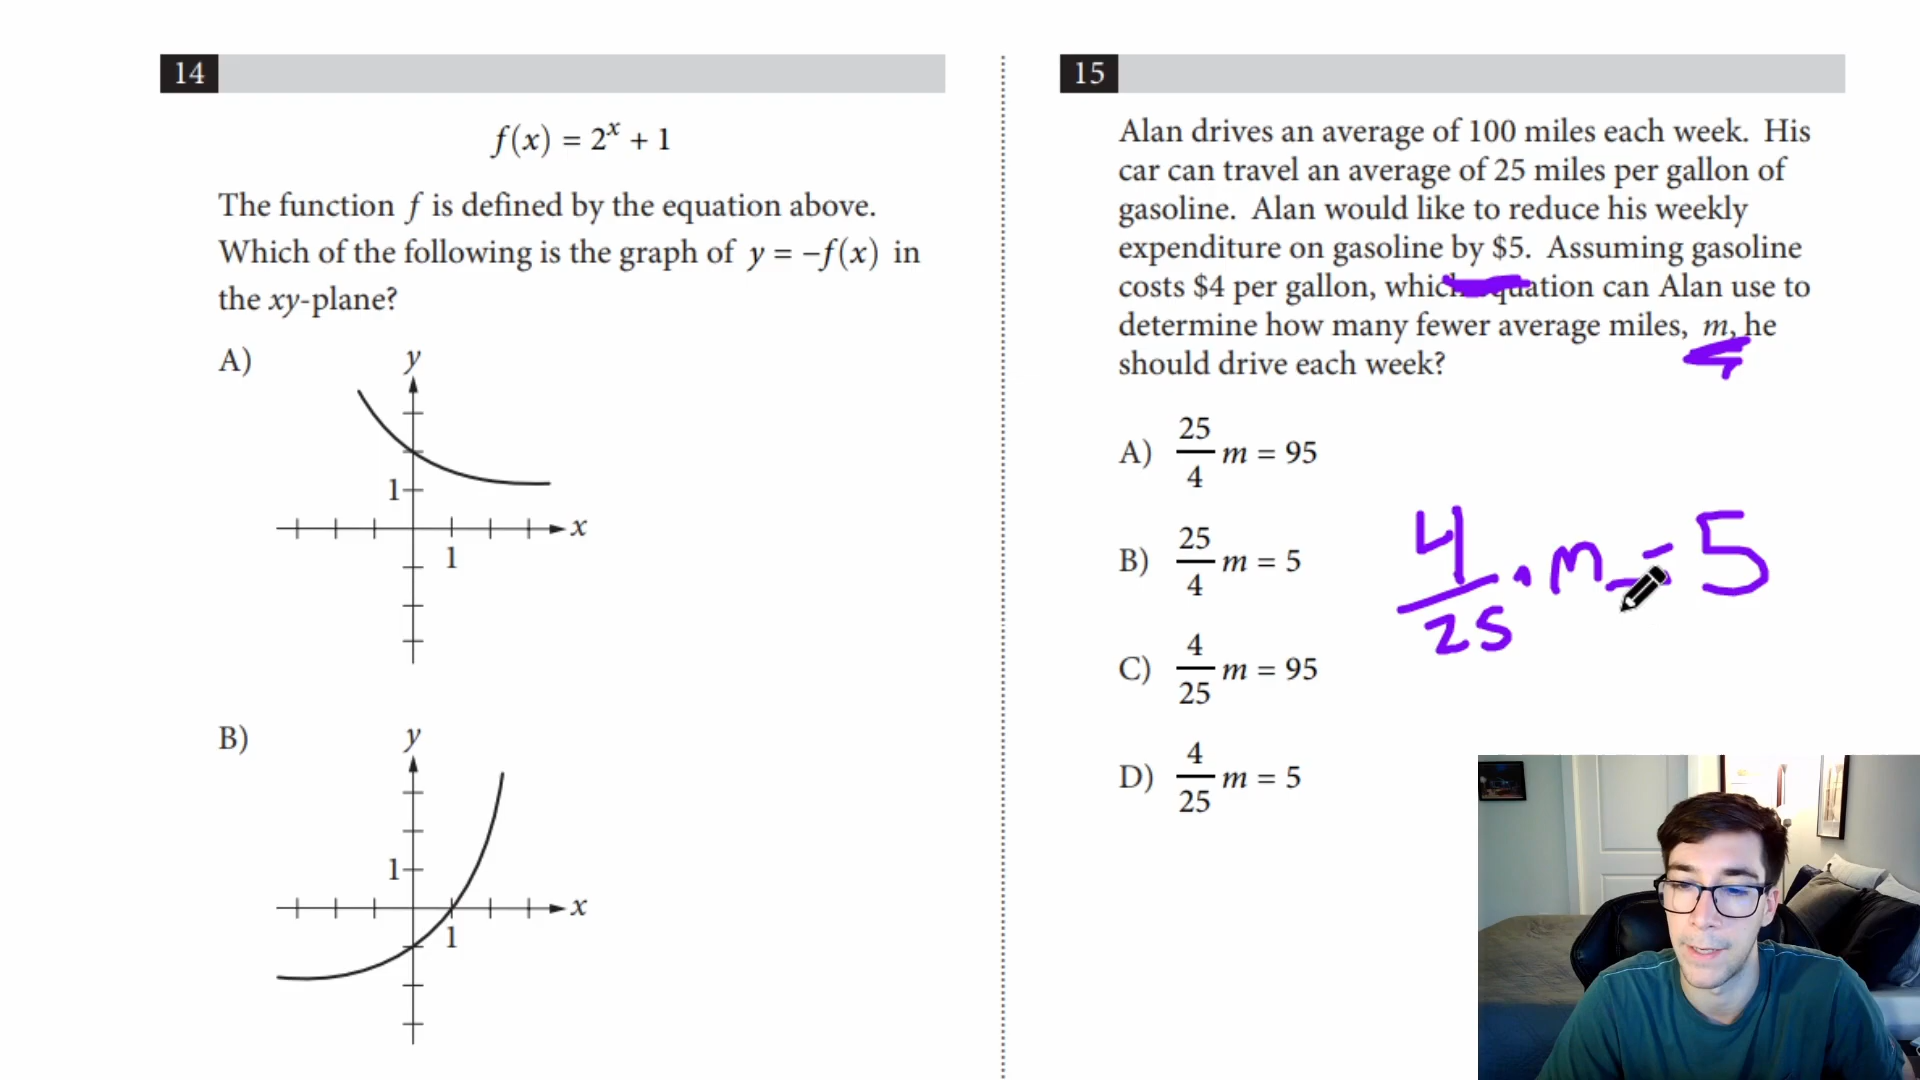 14
f(x) = 2^x + 1
The function f is defined by the equation above.
Which of the following is the graph of y = −f(x) in
the xy-plane?
A)
y
1
x
1
B)
y
1
x
1
15
Alan drives an average of 100 miles each week. His
car can travel an average of 25 miles per gallon of
gasoline. Alan would like to reduce his weekly
expenditure on gasoline by $5. Assuming gasoline
costs $4 per gallon, which equation can Alan use to
determine how many fewer average miles, m, he
should drive each week?
A) 25/4 m = 95
B) 25/4 m = 5
C) 4/25 m = 95
D) 4/25 m = 5
4/25 · m = 5